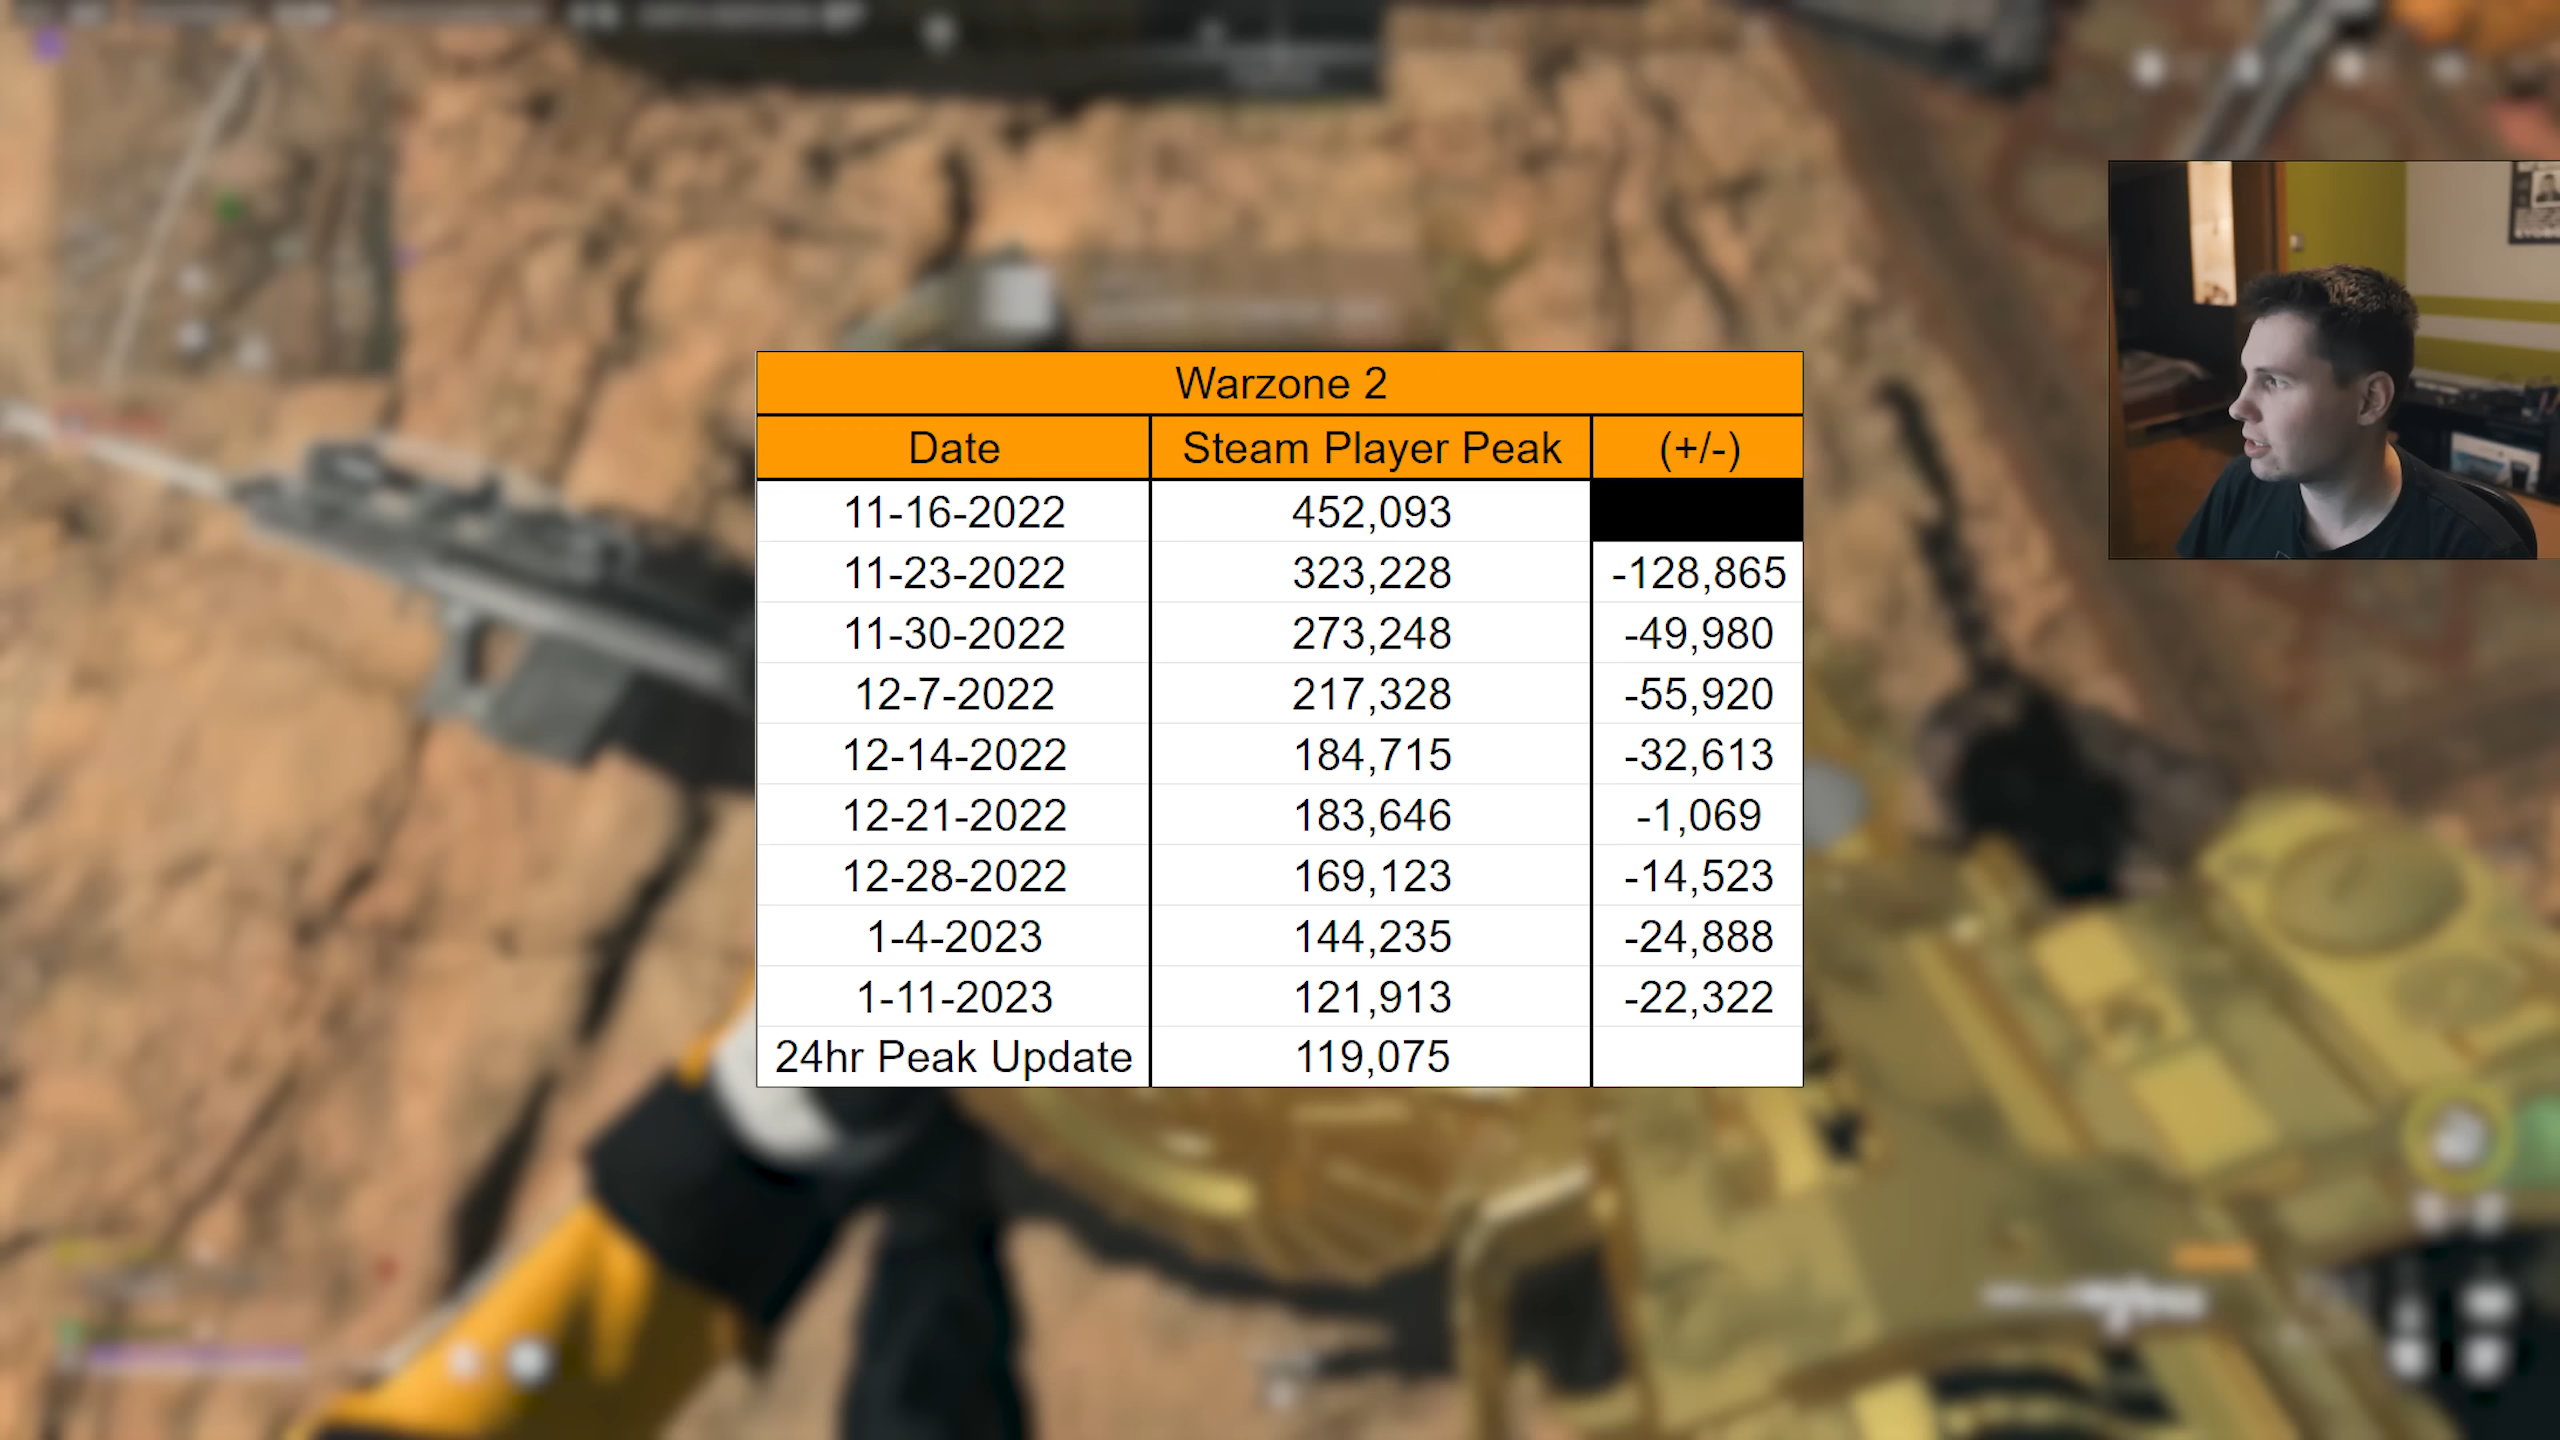 Warzone 2
Date Steam Player Peak (+/-)
11-16-2022 452,093
11-23-2022 323,228 -128,865
11-30-2022 273,248 -49,980
12-7-2022 217,328 -55,920
12-14-2022 184,715 -32,613
12-21-2022 183,646 -1,069
12-28-2022 169,123 -14,523
1-4-2023 144,235 -24,888
1-11-2023 121,913 -22,322
24hr Peak Update 119,075